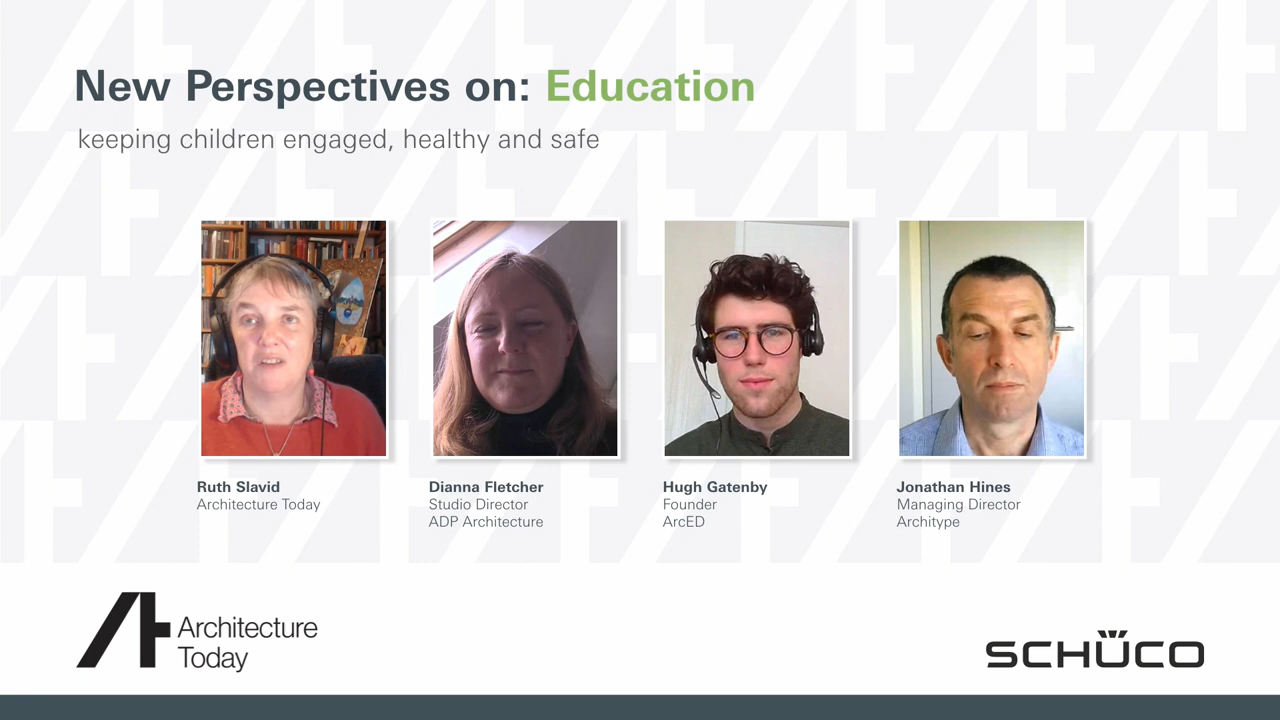 New Perspectives on: Education
keeping children engaged, healthy and safe
Ruth Slavid
Architecture Today
Dianna Fletcher
Studio Director
ADP Architecture
Hugh Gatenby
Founder
ArcED
Jonathan Hines
Managing Director
Architype
Architecture
Today
SCHÜCO